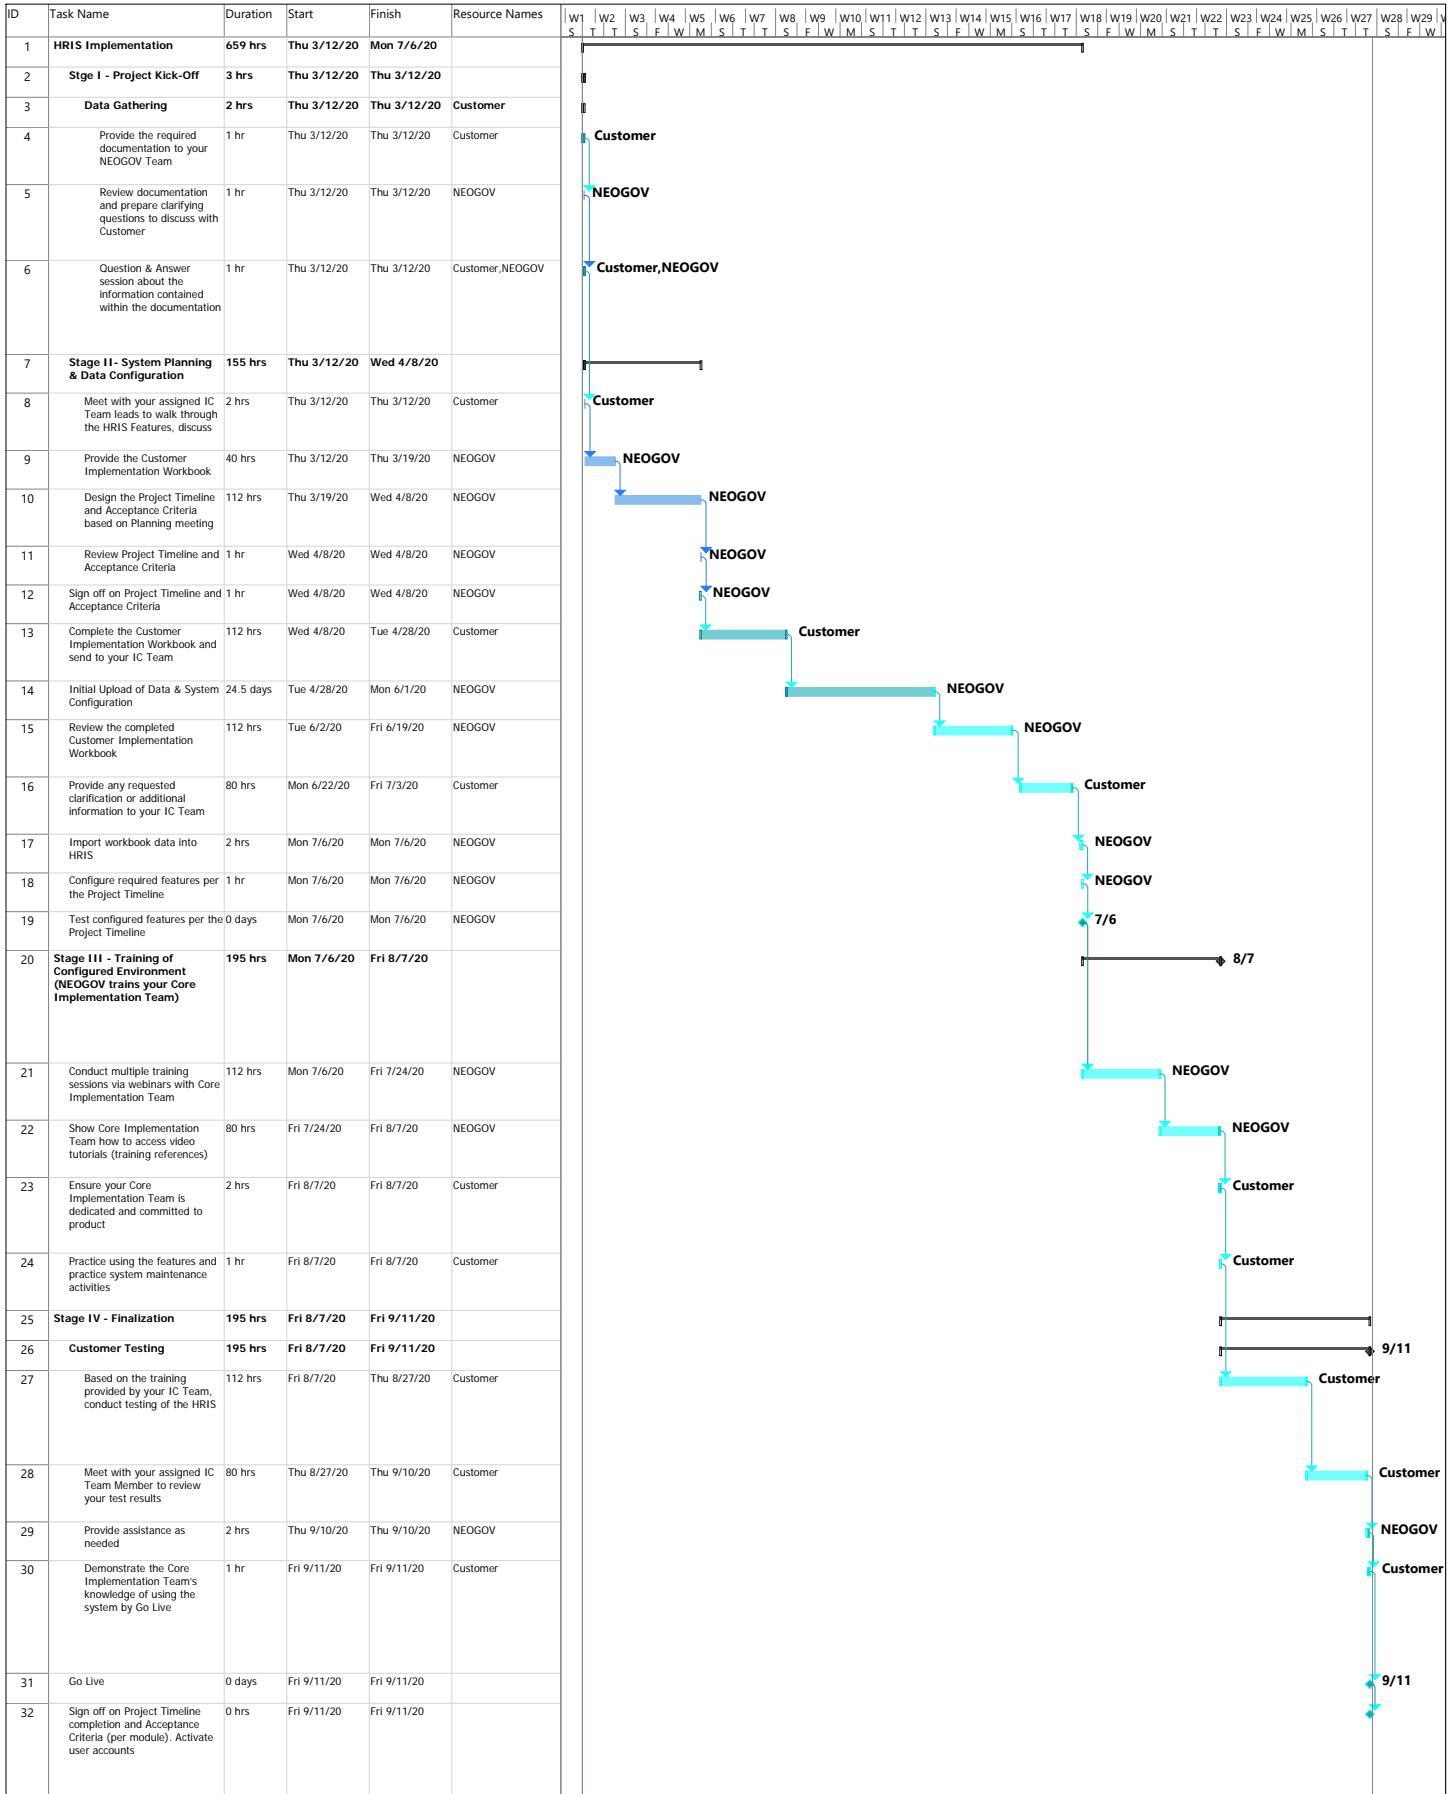 ID Task Name Duration Start Finish Resource Names W1 W2 W3 W4 W5 W6 W7 W8 W9 W10 W11 W12 W13 W14 W15 W16 W17 W18 W19 W20 W21 W22 W23 W24 W25 W26 W27 W28 W29
S T T S F W M S T T S F W M S T T S F W M S T T S F W
1 HRIS Implementation 659 hrs Thu 3/12/20 Mon 7/6/20
2 Stge I - Project Kick-Off 3 hrs Thu 3/12/20 Thu 3/12/20
3 Data Gathering 2 hrs Thu 3/12/20 Thu 3/12/20 Customer
4 Provide the required 1 hr Thu 3/12/20 Thu 3/12/20 Customer Customer
documentation to your
NEOGOV Team
5 Review documentation 1 hr Thu 3/12/20 Thu 3/12/20 NEOGOV NEOGOV
and prepare clarifying
questions to discuss with
Customer
6 Question & Answer 1 hr Thu 3/12/20 Thu 3/12/20 Customer,NEOGOV Customer,NEOGOV
session about the
information contained
within the documentation
7 Stage II- System Planning 155 hrs Thu 3/12/20 Wed 4/8/20
& Data Configuration
8 Meet with your assigned IC 2 hrs Thu 3/12/20 Thu 3/12/20 Customer Customer
Team leads to walk through
the HRIS Features, discuss
9 Provide the Customer 40 hrs Thu 3/12/20 Thu 3/19/20 NEOGOV NEOGOV
Implementation Workbook
10 Design the Project Timeline 112 hrs Thu 3/19/20 Wed 4/8/20 NEOGOV NEOGOV
and Acceptance Criteria
based on Planning meeting
11 Review Project Timeline and 1 hr Wed 4/8/20 Wed 4/8/20 NEOGOV NEOGOV
Acceptance Criteria
12 Sign off on Project Timeline and 1 hr Wed 4/8/20 Wed 4/8/20 NEOGOV NEOGOV
Acceptance Criteria
13 Complete the Customer 112 hrs Wed 4/8/20 Tue 4/28/20 Customer Customer
Implementation Workbook and
send to your IC Team
14 Initial Upload of Data & System 24.5 days Tue 4/28/20 Mon 6/1/20 NEOGOV NEOGOV
Configuration
15 Review the completed 112 hrs Tue 6/2/20 Fri 6/19/20 NEOGOV NEOGOV
Customer Implementation
Workbook
16 Provide any requested 80 hrs Mon 6/22/20 Fri 7/3/20 Customer Customer
clarification or additional
information to your IC Team
17 Import workbook data into 2 hrs Mon 7/6/20 Mon 7/6/20 NEOGOV NEOGOV
HRIS
18 Configure required features per 1 hr Mon 7/6/20 Mon 7/6/20 NEOGOV NEOGOV
the Project Timeline
19 Test configured features per the 0 days Mon 7/6/20 Mon 7/6/20 NEOGOV 7/6
Project Timeline
20 Stage III - Training of 195 hrs Mon 7/6/20 Fri 8/7/20 8/7
Configured Environment
(NEOGOV trains your Core
Implementation Team)
21 Conduct multiple training 112 hrs Mon 7/6/20 Fri 7/24/20 NEOGOV NEOGOV
sessions via webinars with Core
Implementation Team
22 Show Core Implementation 80 hrs Fri 7/24/20 Fri 8/7/20 NEOGOV NEOGOV
Team how to access video
tutorials (training references)
23 Ensure your Core 2 hrs Fri 8/7/20 Fri 8/7/20 Customer Customer
Implementation Team is
dedicated and committed to
product
24 Practice using the features and 1 hr Fri 8/7/20 Fri 8/7/20 Customer Customer
practice system maintenance
activities
25 Stage IV - Finalization 195 hrs Fri 8/7/20 Fri 9/11/20
26 Customer Testing 195 hrs Fri 8/7/20 Fri 9/11/20 9/11
27 Based on the training 112 hrs Fri 8/7/20 Thu 8/27/20 Customer Customer
provided by your IC Team,
conduct testing of the HRIS
28 Meet with your assigned IC 80 hrs Thu 8/27/20 Thu 9/10/20 Customer Customer
Team Member to review
your test results
29 Provide assistance as 2 hrs Thu 9/10/20 Thu 9/10/20 NEOGOV NEOGOV
needed
30 Demonstrate the Core 1 hr Fri 9/11/20 Fri 9/11/20 Customer Customer
Implementation Team's
knowledge of using the
system by Go Live
31 Go Live 0 days Fri 9/11/20 Fri 9/11/20 9/11
32 Sign off on Project Timeline 0 hrs Fri 9/11/20 Fri 9/11/20
completion and Acceptance
Criteria (per module). Activate
user accounts